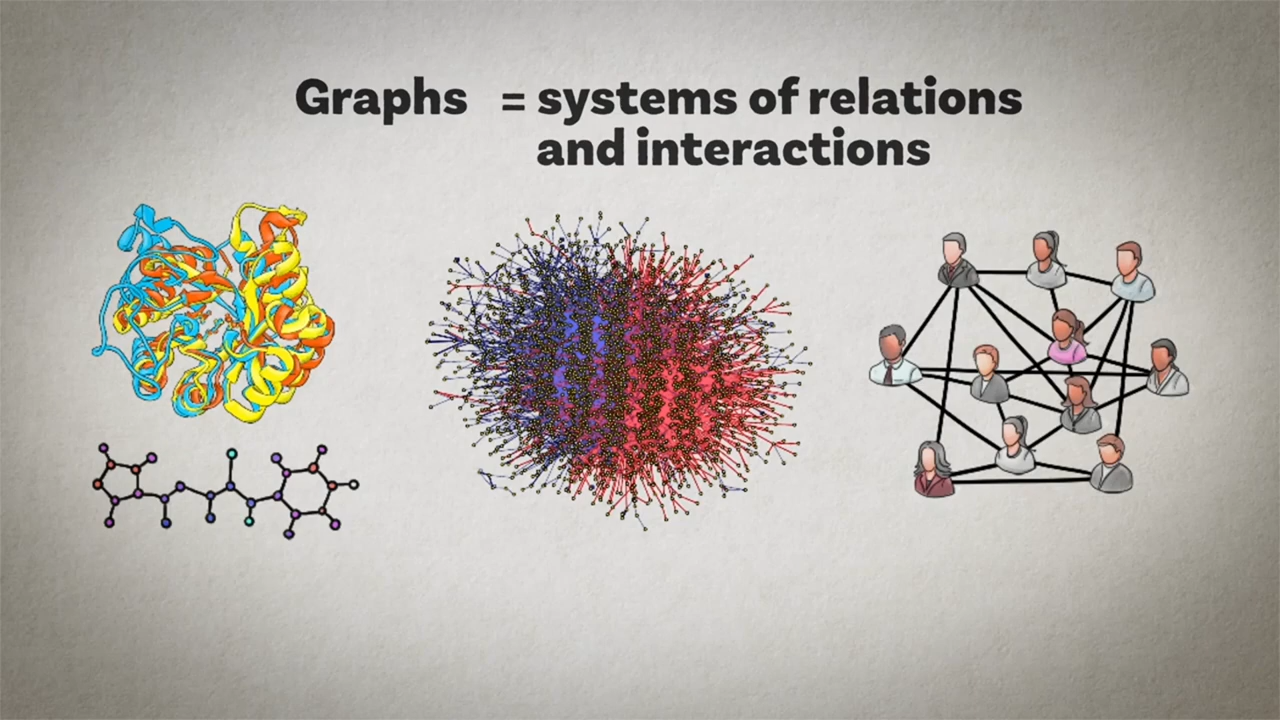 Graphs = systems of relations
and interactions